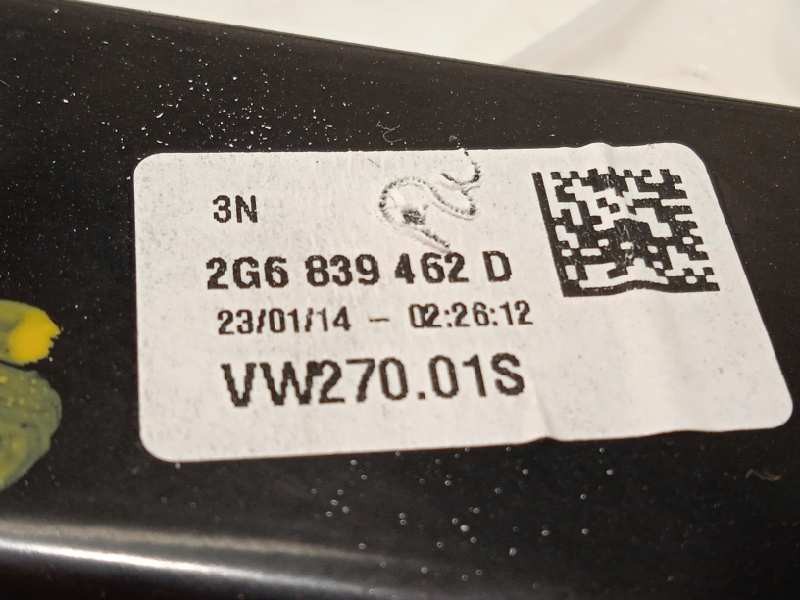 3N
2G6 839 462 D
23/01/14 - 02:26:12
VW270.01S